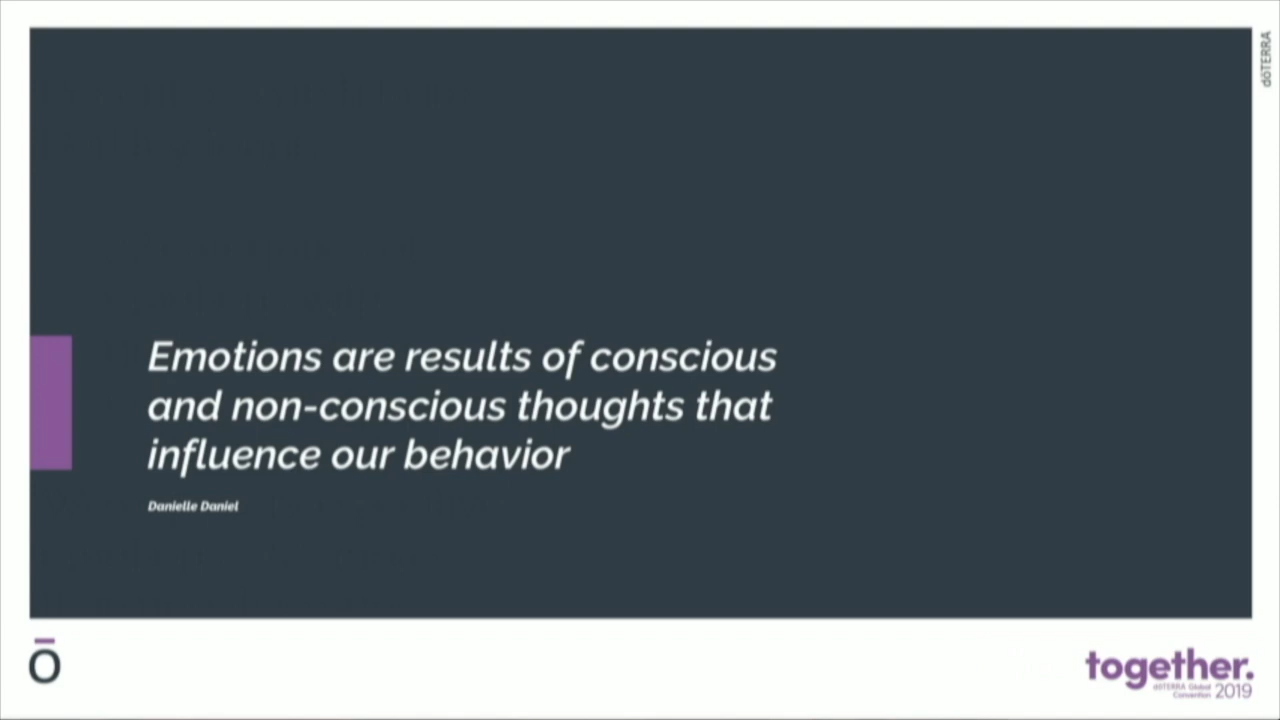 dōTERRA
Emotions are results of conscious
and non-conscious thoughts that
influence our behavior
Danielle Daniel
Ō
together.
dōTERRA Global
Convention 2019